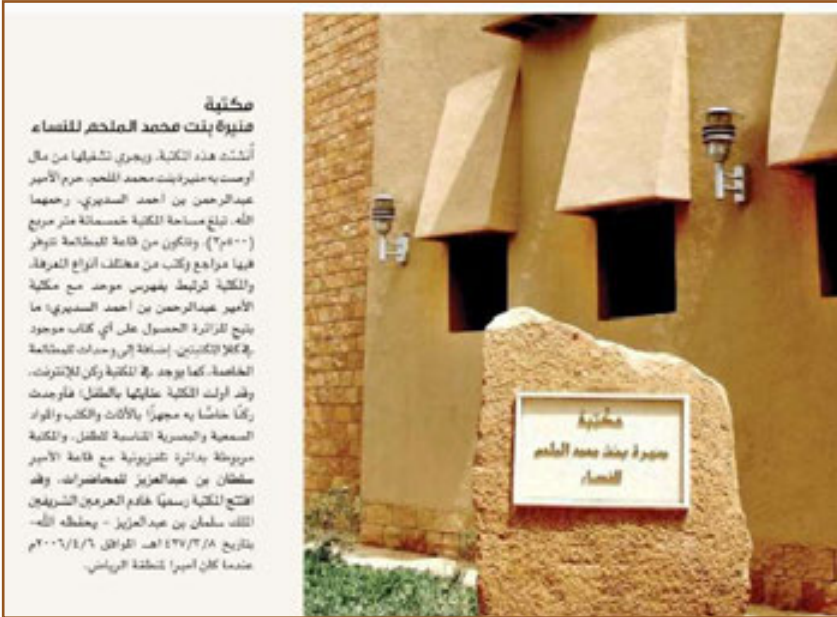 مكتبة
منيرة بنت محمد الملحم للنساء
أنشئت هذه المكتبة، ويجري تشغيلها من مال
أوصت به منيرة بنت محمد الملحم، حرم الأمير
عبدالرحمن بن أحمد السديري، رحمهما
الله. تبلغ مساحة المكتبة خمسمائة متر مربع
(٥٠٠م٢)، وتتكون من قاعة للمطالعة تتوفر
فيها مراجع وكتب من مختلف أنواع المعرفة،
والمكتبة ترتبط بفهرس موحد مع مكتبة
الأمير عبدالرحمن بن أحمد السديري؛ ما
يتيح للزائرة الحصول على أي كتاب موجود
في كلا المكتبتين، إضافة إلى وحدات للمطالعة
الخاصة، كما يوجد في المكتبة ركن للإنترنت.
وقد أولت المكتبة عنايتها بالطفل؛ فأوجدت
ركنًا خاصًا به مجهزًا بالأثاث والكتب والمواد
السمعية والبصرية المناسبة للطفل. والمكتبة
مربوطة بدائرة تلفزيونية مع قاعة الأمير
سلطان بن عبدالعزيز للمحاضرات، وقد
افتتح المكتبة رسميًا خادم الحرمين الشريفين
الملك سلمان بن عبدالعزيز - يحفظه الله-
بتاريخ ١٤٣٧/٣/٨هـ الموافق ٢٠٠٦/٤/٦م
عندما كان أميرا لمنطقة الرياض.
مكتبة
منيرة بنت محمد الملحم
للنساء